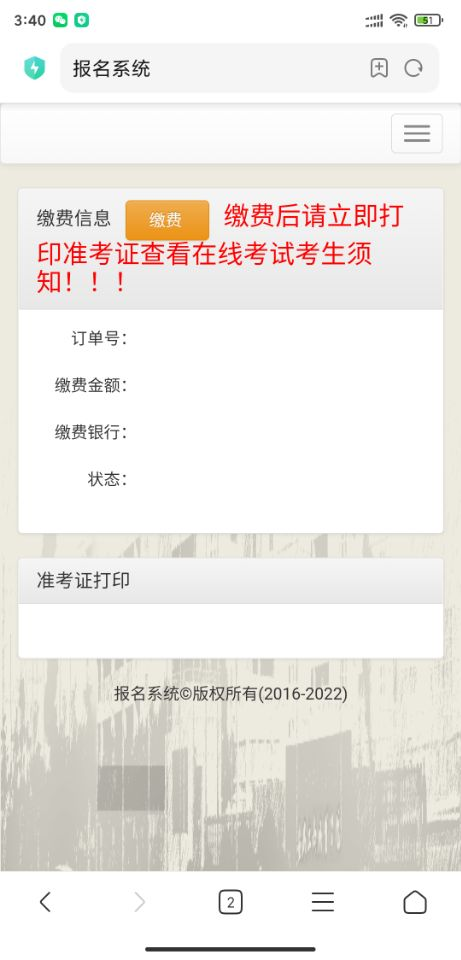 3:40
51
报名系统
缴费信息 缴费 缴费后请立即打
印准考证查看在线考试考生须
知！！！
订单号：
缴费金额：
缴费银行：
状态：
准考证打印
报名系统©版权所有(2016-2022)
2